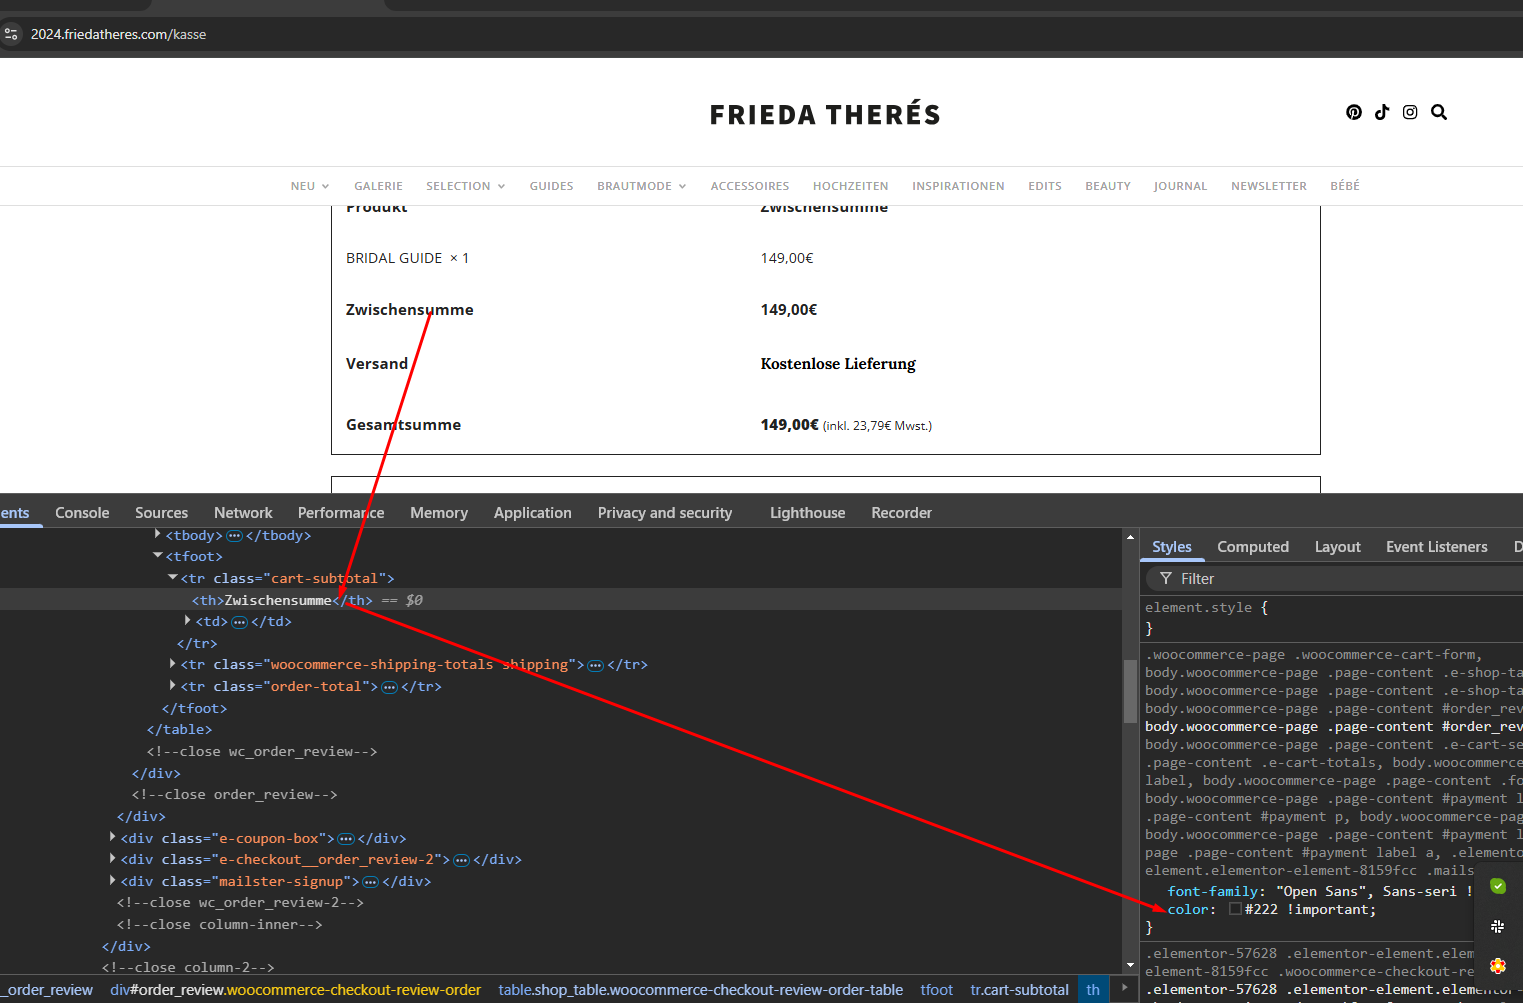 2024.friedatheres.com/kasse
FRIEDA THERÉS
NEU GALERIE SELECTION GUIDES BRAUTMODE ACCESSOIRES HOCHZEITEN INSPIRATIONEN EDITS BEAUTY JOURNAL NEWSLETTER BÉBÉ
Produkt Zwischensumme
BRIDAL GUIDE × 1 149,00€
Zwischensumme 149,00€
Versand Kostenlose Lieferung
Gesamtsumme 149,00€ (inkl. 23,79€ Mwst.)
ents Console Sources Network Performance Memory Application Privacy and security Lighthouse Recorder
<tbody> ••• </tbody>
<tfoot>
<tr class="cart-subtotal">
<th>Zwischensumme</th> == $0
<td> ••• </td>
</tr>
<tr class="woocommerce-shipping-totals shipping"> ••• </tr>
<tr class="order-total"> ••• </tr>
</tfoot>
</table>
<!--close wc_order_review-->
</div>
<!--close order_review-->
</div>
<div class="e-coupon-box"> ••• </div>
<div class="e-checkout__order_review-2"> ••• </div>
<div class="mailster-signup"> ••• </div>
<!--close wc_order_review-2-->
<!--close column-inner-->
</div>
<!--close column-2-->
_order_review div#order_review.woocommerce-checkout-review-order table.shop_table.woocommerce-checkout-review-order-table tfoot tr.cart-subtotal th
Styles Computed Layout Event Listeners D
Filter
element.style {
}
.woocommerce-page .woocommerce-cart-form,
body.woocommerce-page .page-content .e-shop-ta
body.woocommerce-page .page-content .e-shop-ta
body.woocommerce-page .page-content #order_rev
body.woocommerce-page .page-content #order_rev
body.woocommerce-page .page-content .e-cart-se
.page-content .e-cart-totals, body.woocommerce
label, body.woocommerce-page .page-content .fo
body.woocommerce-page .page-content #payment l
.page-content #payment p, body.woocommerce-pag
body.woocommerce-page .page-content #payment l
page .page-content #payment label a, .elemento
element.elementor-element-8159fcc .mails
font-family: "Open Sans", Sans-seri !
color: #222 !important;
}
.elementor-57628 .elementor-element.elem
element-8159fcc .woocommerce-checkout-re
.elementor-57628 .elementor-element.elementor-